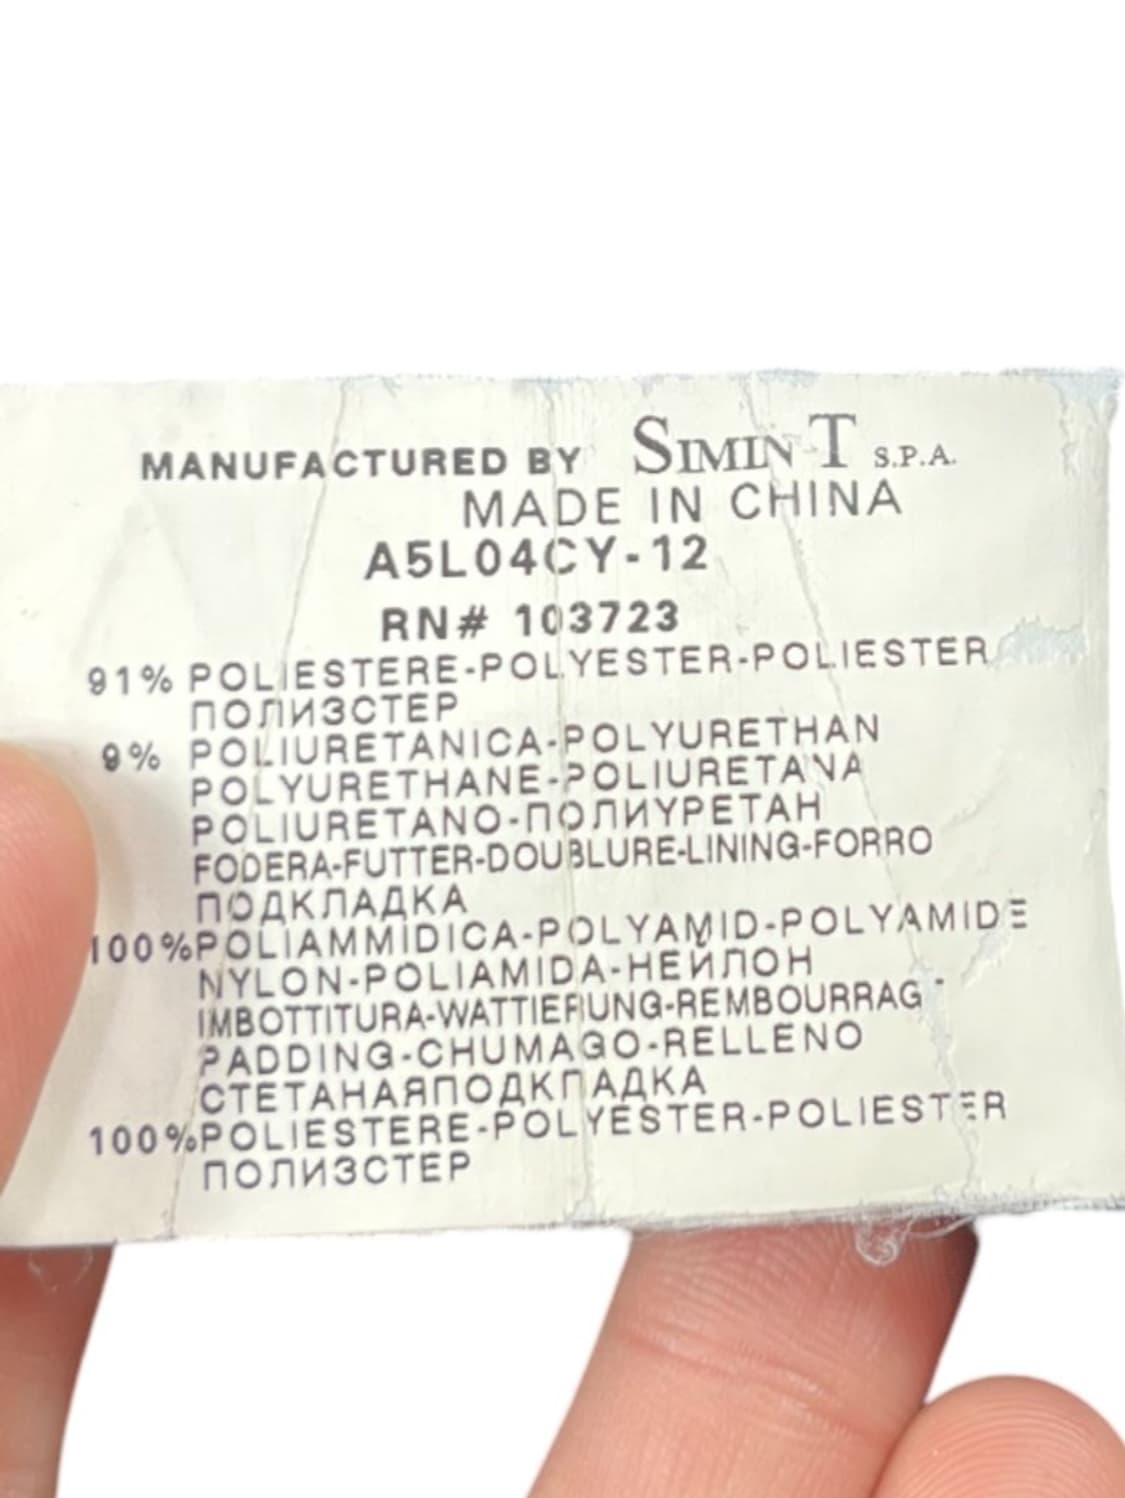 MANUFACTURED BY SIMINT S.P.A.
MADE IN CHINA
A5L04CY-12
RN# 103723
91% POLIESTERE-POLYESTER-POLIESTER
ПОЛИЗСТЕР
9% POLIURETANICA-POLYURETHAN
POLYURETHANE-POLIURETANA
POLIURETANO-ПОЛИУРЕТАН
FODERA-FUTTER-DOUBLURE-LINING-FORRO
ПОДКЛАДКА
100%POLIAMMIDICA-POLYAMID-POLYAMIDE
NYLON-POLIAMIDA-НЕЙЛОН
IMBOTTITURA-WATTIERUNG-REMBOURRAG
PADDING-CHUMAGO-RELLENO
СТЕТАНАЯПОДКЛАДКА
100%POLIESTERE-POLYESTER-POLIESTER
ПОЛИЗСТЕР